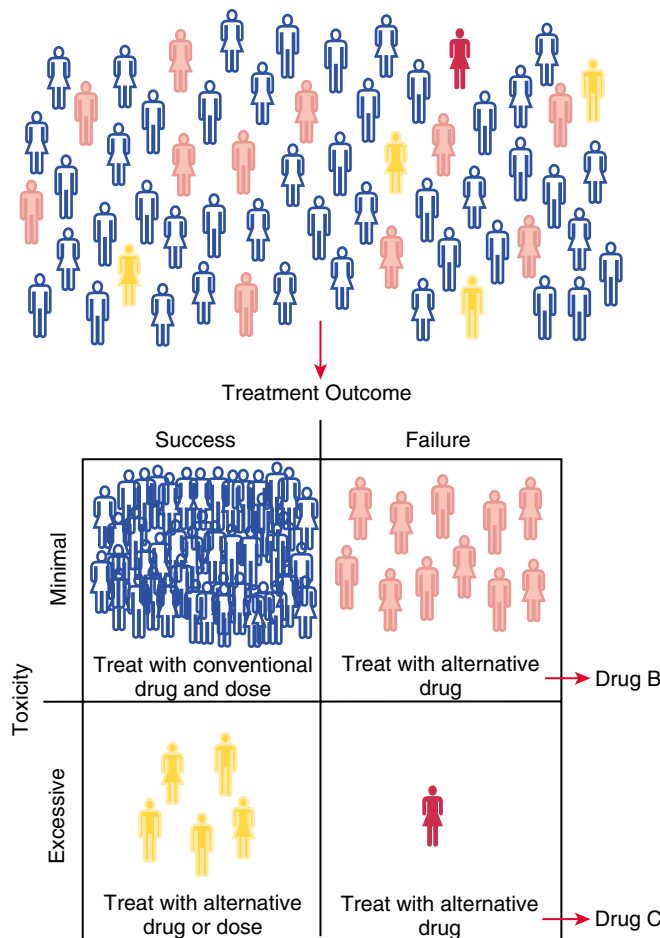 Treatment Outcome
Success
Failure
Toxicity
Minimal
Treat with conventional
drug and dose
Treat with alternative
drug
Drug B
Excessive
Treat with alternative
drug or dose
Treat with alternative
drug
Drug C